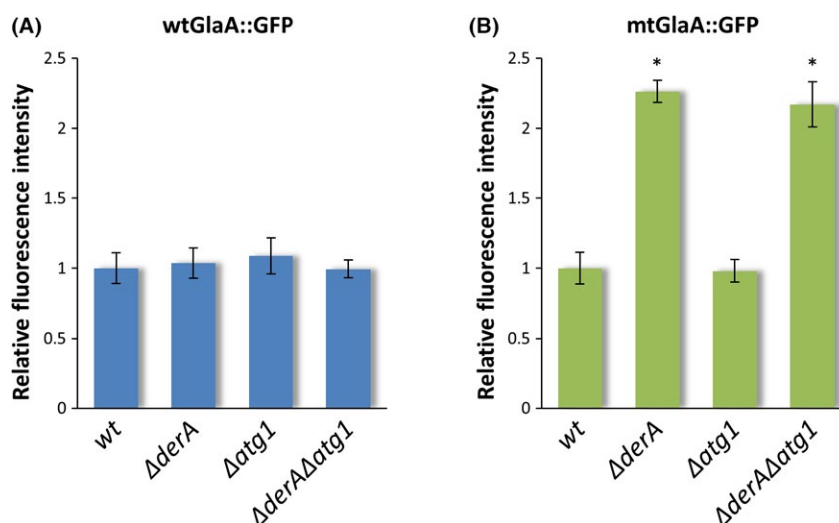 (A)
wtGlaA::GFP
Relative fluorescence intensity
2.5
2
1.5
1
0.5
0
wt
ΔderA
Δatg1
ΔderAΔatg1
(B)
mtGlaA::GFP
Relative fluorescence intensity
2.5
2
1.5
1
0.5
0
*
*
wt
ΔderA
Δatg1
ΔderAΔatg1